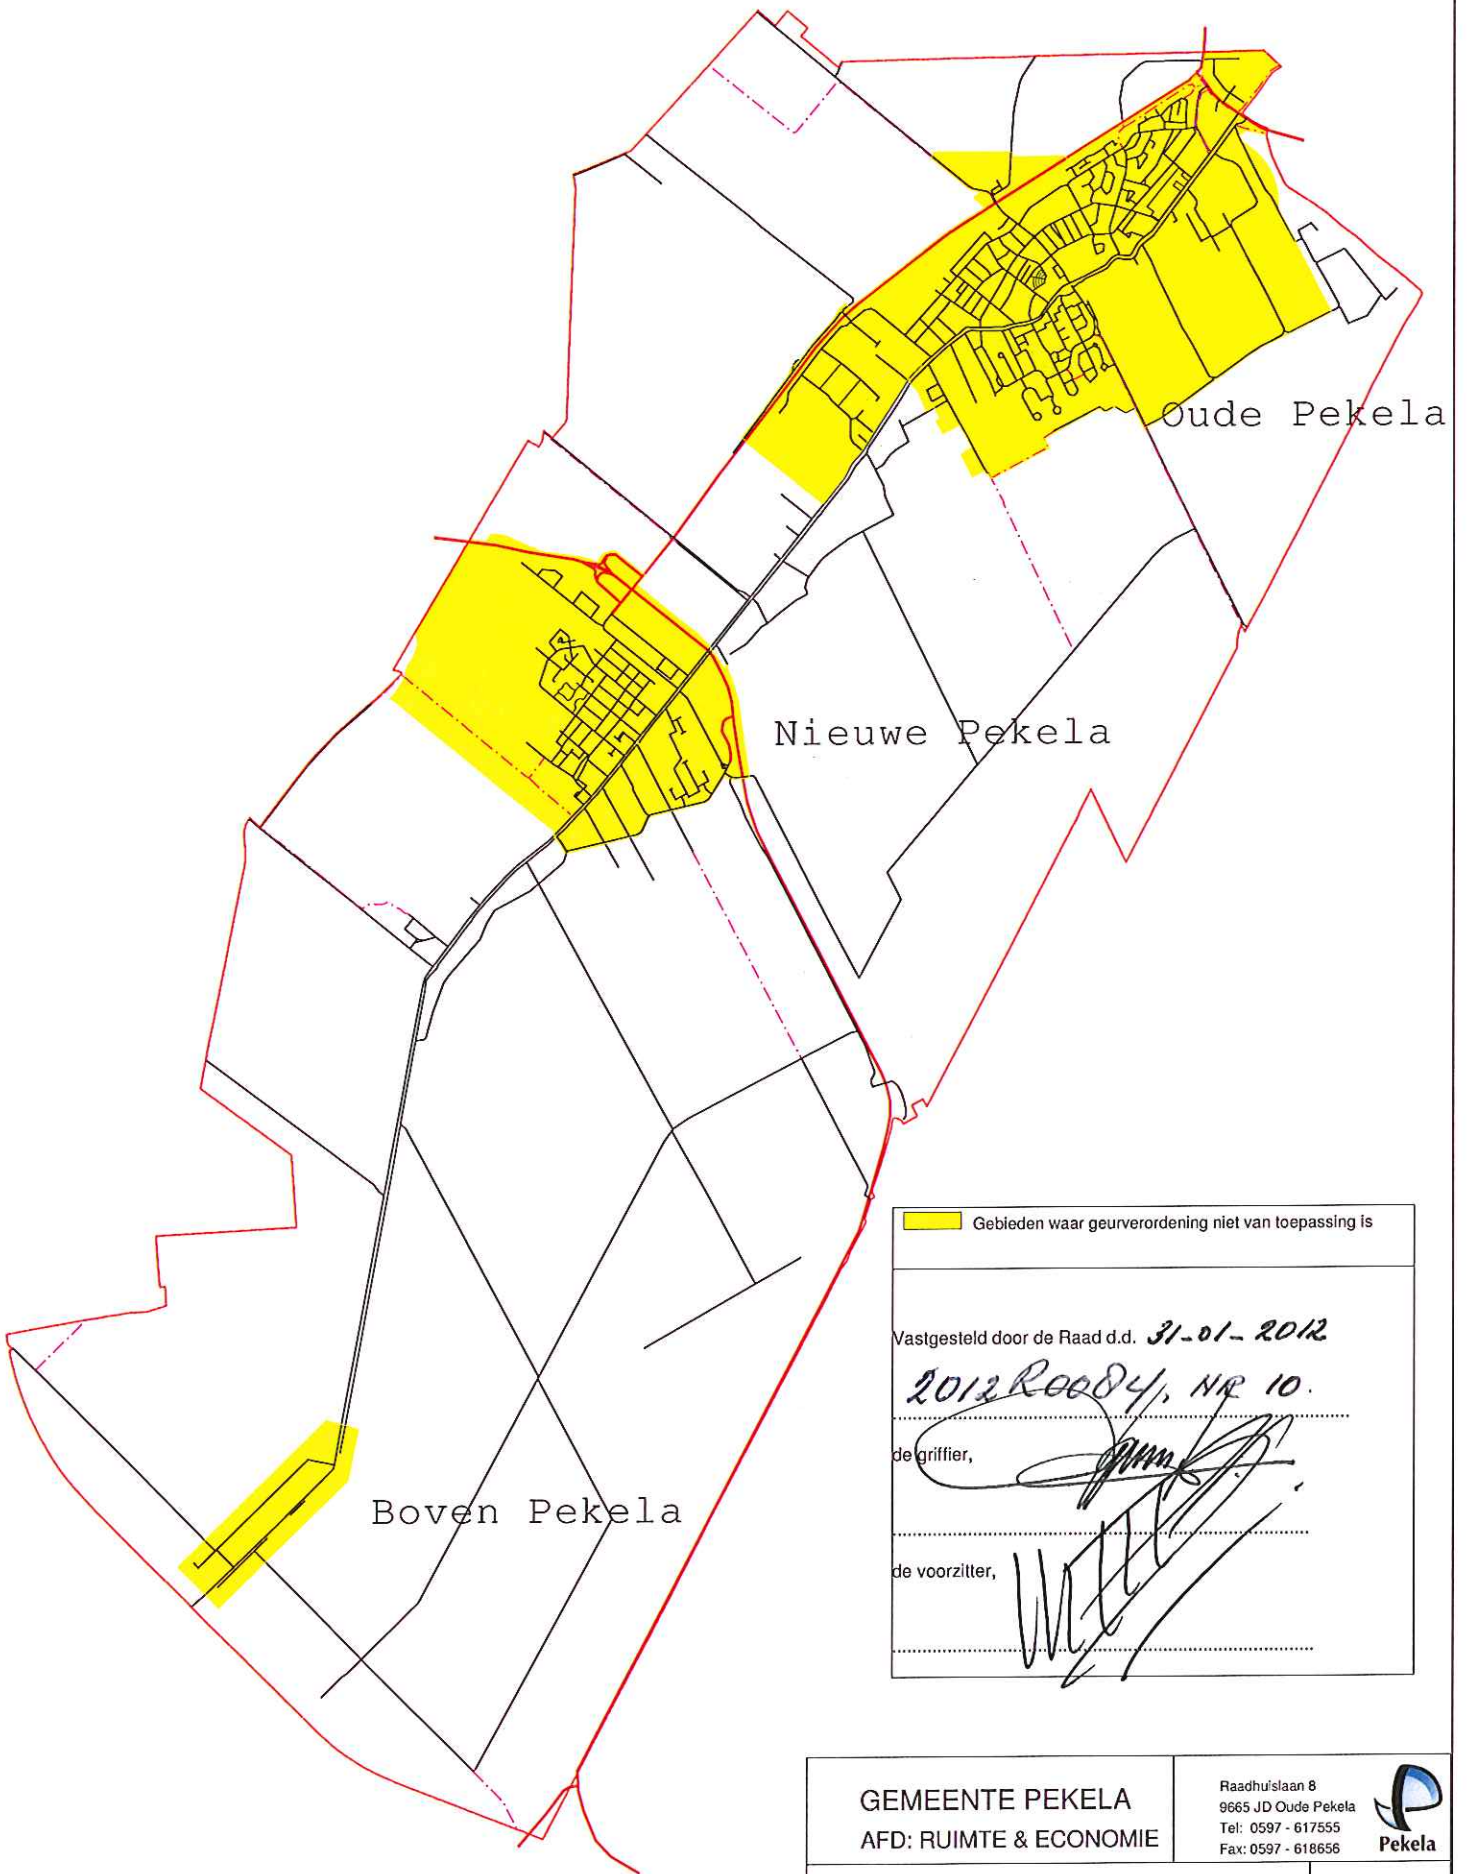 Oude Pekela
Nieuwe Pekela
Boven Pekela
Gebieden waar geurverordening niet van toepassing is
Vastgesteld door de Raad d.d. 31-01-2012
2012R0084, NR 10.
de griffier,
de voorzitter,
GEMEENTE PEKELA
AFD: RUIMTE & ECONOMIE
Raadhuislaan 8
9665 JD Oude Pekela
Tel: 0597 - 617555
Fax: 0597 - 618656
Pekela